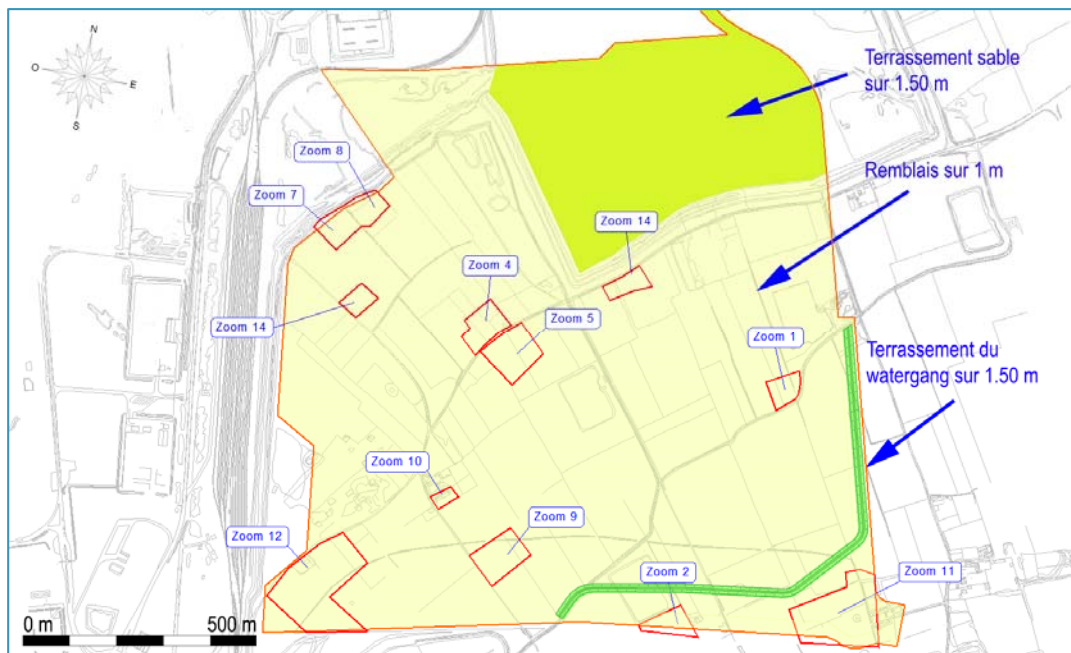 N
O
E
S
Terrassement sable
sur 1.50 m
Zoom 8
Remblais sur 1 m
Zoom 7
Zoom 14
Zoom 4
Zoom 5
Zoom 14
Zoom 1
Terrassement du
watergang sur 1.50 m
Zoom 10
Zoom 9
Zoom 12
Zoom 2
Zoom 11
0 m
500 m